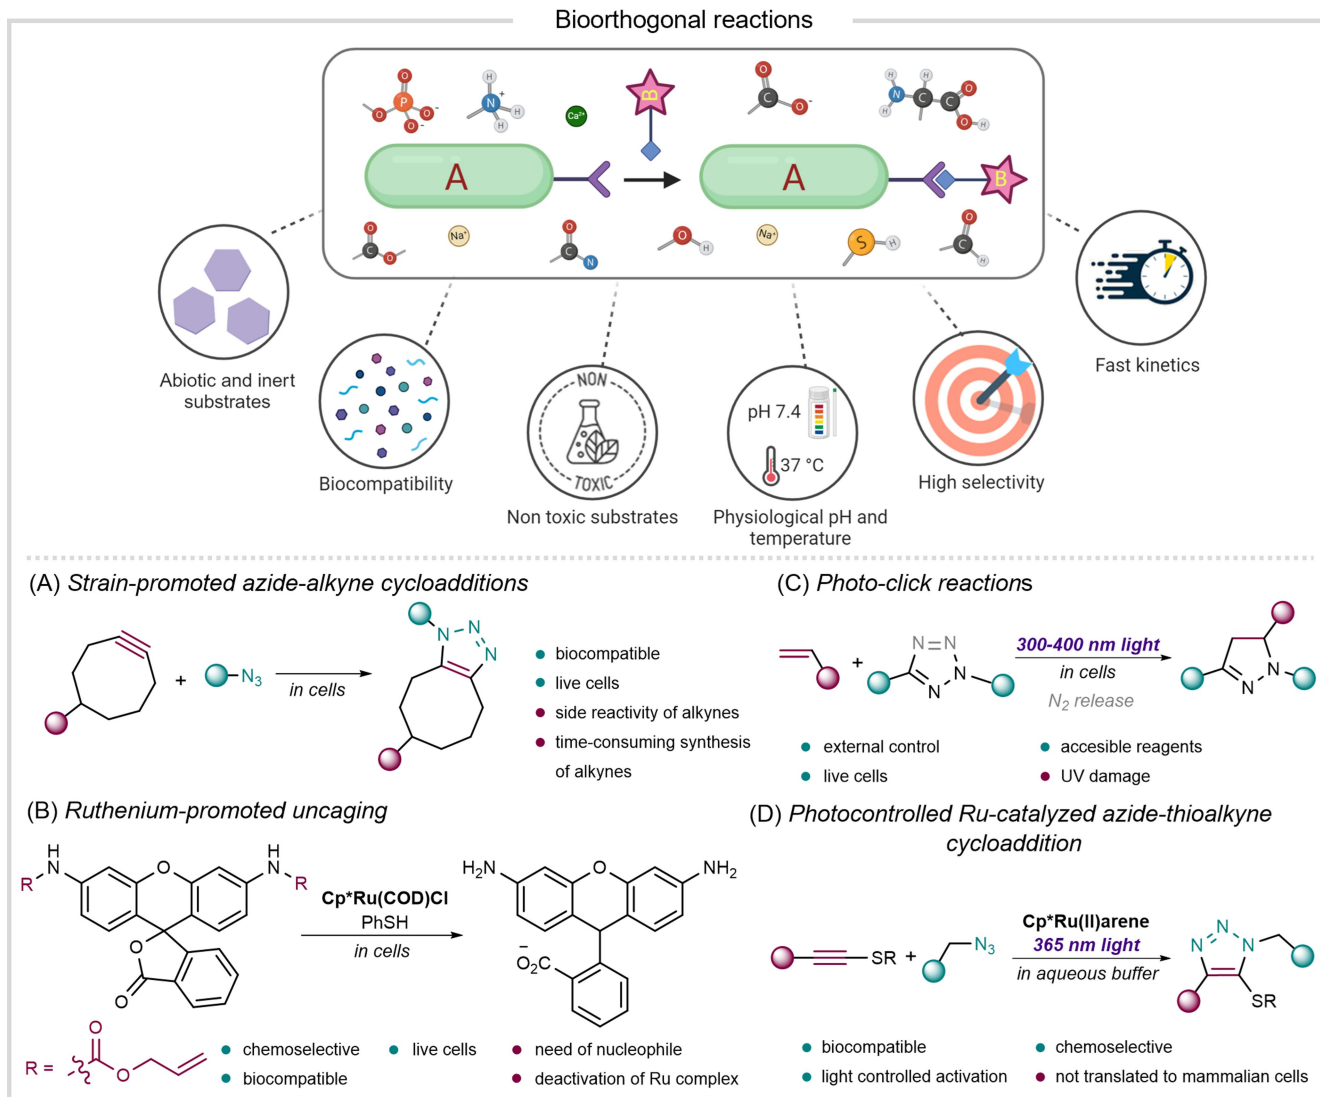 Bioorthogonal reactions
O
P
O
O
-
O
-
H
N
+
H
H
Ca²⁺
B
O
C
O
-
H
N
H
H
C
C
O
O
H
A
A
B
C
O
O
Na⁺
O
C
N
O
H
Na⁺
S
H
O
C
H
Abiotic and inert
substrates
Biocompatibility
NON
TOXIC
Non toxic substrates
pH 7.4
37 °C
Physiological pH and
temperature
High selectivity
Fast kinetics
(A) Strain-promoted azide-alkyne cycloadditions
+
N₃
in cells
N
N
N
biocompatible
live cells
side reactivity of alkynes
time-consuming synthesis
of alkynes
(C) Photo-click reactions
+
N=N
N
N
300-400 nm light
in cells
N₂ release
N
N
external control
live cells
accesible reagents
UV damage
(B) Ruthenium-promoted uncaging
H
N
R
O
H
N
R
O
O
Cp*Ru(COD)Cl
PhSH
in cells
H₂N
O
NH₂
−
O₂C
R =
O
O
chemoselective
biocompatible
live cells
need of nucleophile
deactivation of Ru complex
(D) Photocontrolled Ru-catalyzed azide-thioalkyne
cycloaddition
SR
+
N₃
Cp*Ru(II)arene
365 nm light
in aqueous buffer
N
N
N
SR
biocompatible
light controlled activation
chemoselective
not translated to mammalian cells